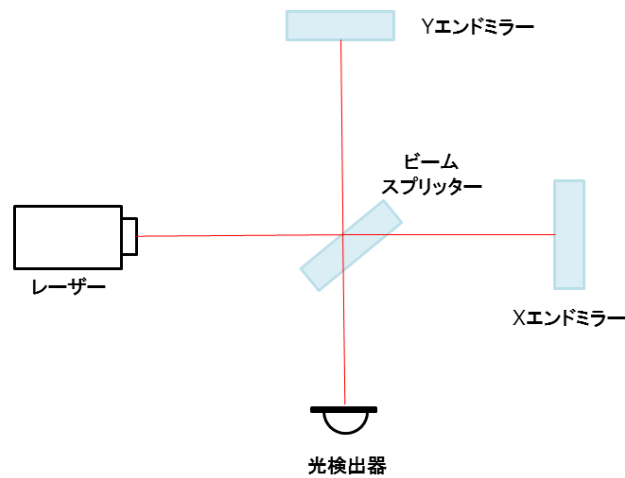 Yエンドミラー
ビーム
スプリッター
レーザー
Xエンドミラー
光検出器